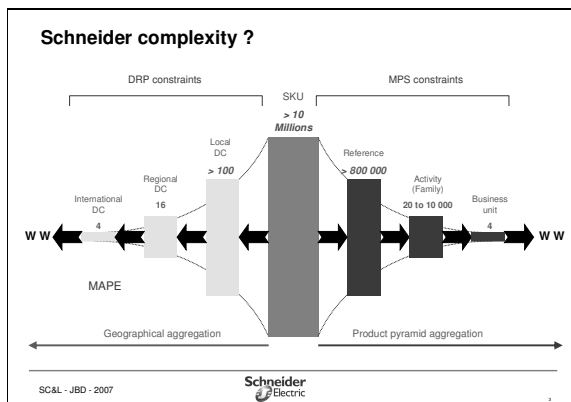 Schneider complexity ?
DRP constraints
MPS constraints
SKU
> 10
Millions
Local
DC
> 100
Regional
DC
16
International
DC
4
Reference
> 800 000
Activity
(Family)
20 to 10 000
Business
unit
4
W W
W W
MAPE
Geographical aggregation
Product pyramid aggregation
SC&L - JBD - 2007
Schneider
Electric